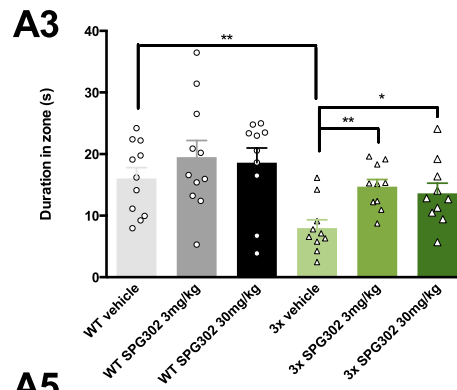 A3
40
30
20
10
0
Duration in zone (s)
**
*
**
WT vehicle
WT SPG302 3mg/kg
WT SPG302 30mg/kg
3x vehicle
3x SPG302 3mg/kg
3x SPG302 30mg/kg
A5